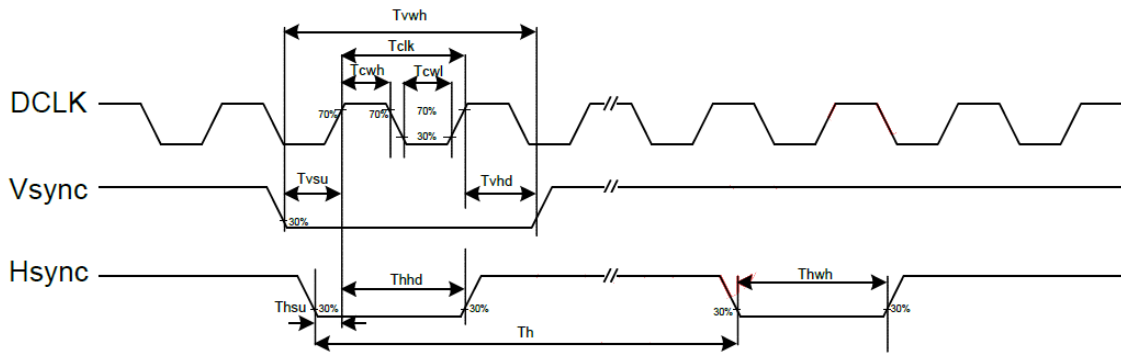 Tvwh
Tclk
Tcwh Tcwl
DCLK
70% 70% 70%
30%
Tvsu Tvhd
Vsync
30%
Hsync
Thhd Thwh
Thsu 30% 30% 30% 30%
Th